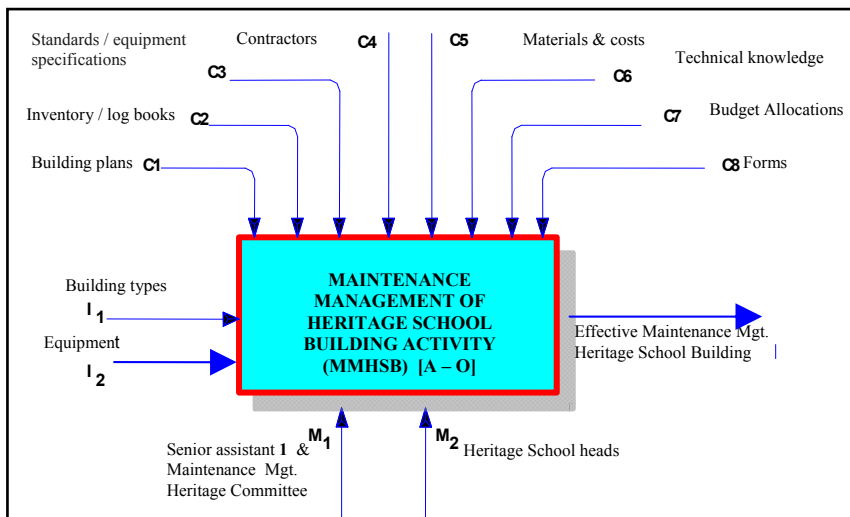 Standards / equipment
specifications
Contractors
C4
C5
Materials & costs
Technical knowledge
C3
C6
Inventory / log books
C2
C7
Budget Allocations
Building plans
C1
C8
Forms
Building types
I1
Equipment
I2
MAINTENANCE
MANAGEMENT OF
HERITAGE SCHOOL
BUILDING ACTIVITY
(MMHSB) [A – O]
Effective Maintenance Mgt.
Heritage School Building
Senior assistant 1 &
Maintenance Mgt.
Heritage Committee
M1
M2
Heritage School heads